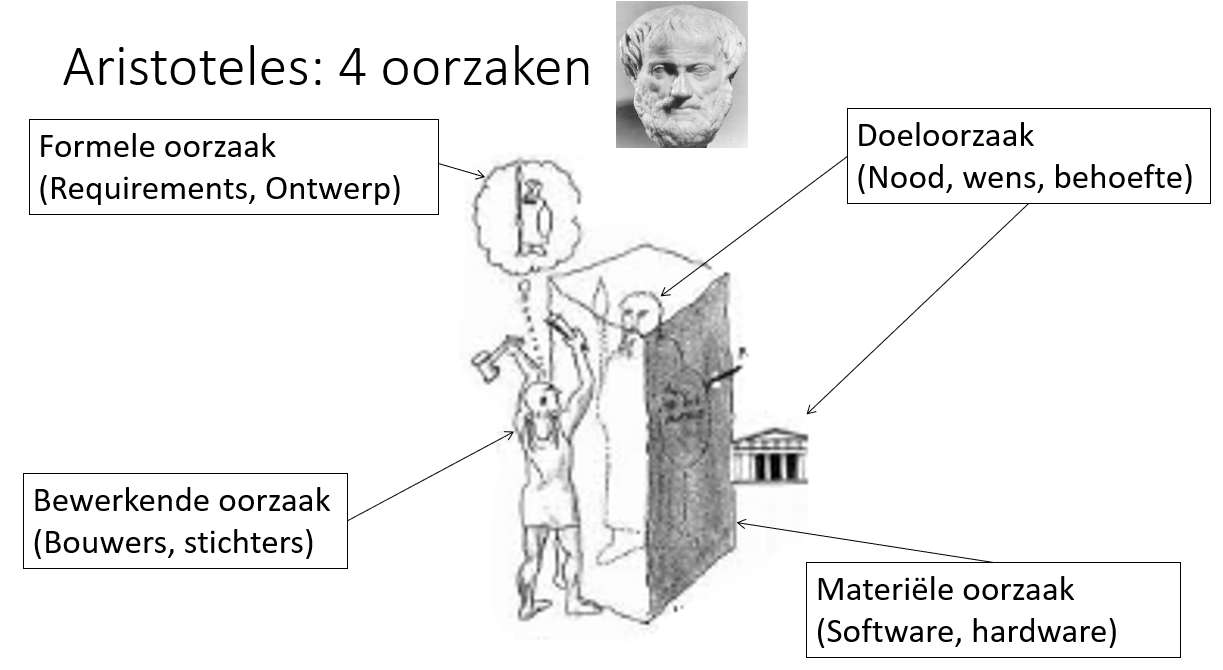 Aristoteles: 4 oorzaken
Formele oorzaak
(Requirements, Ontwerp)
Doeloorzaak
(Nood, wens, behoefte)
Bewerkende oorzaak
(Bouwers, stichters)
Materiële oorzaak
(Software, hardware)